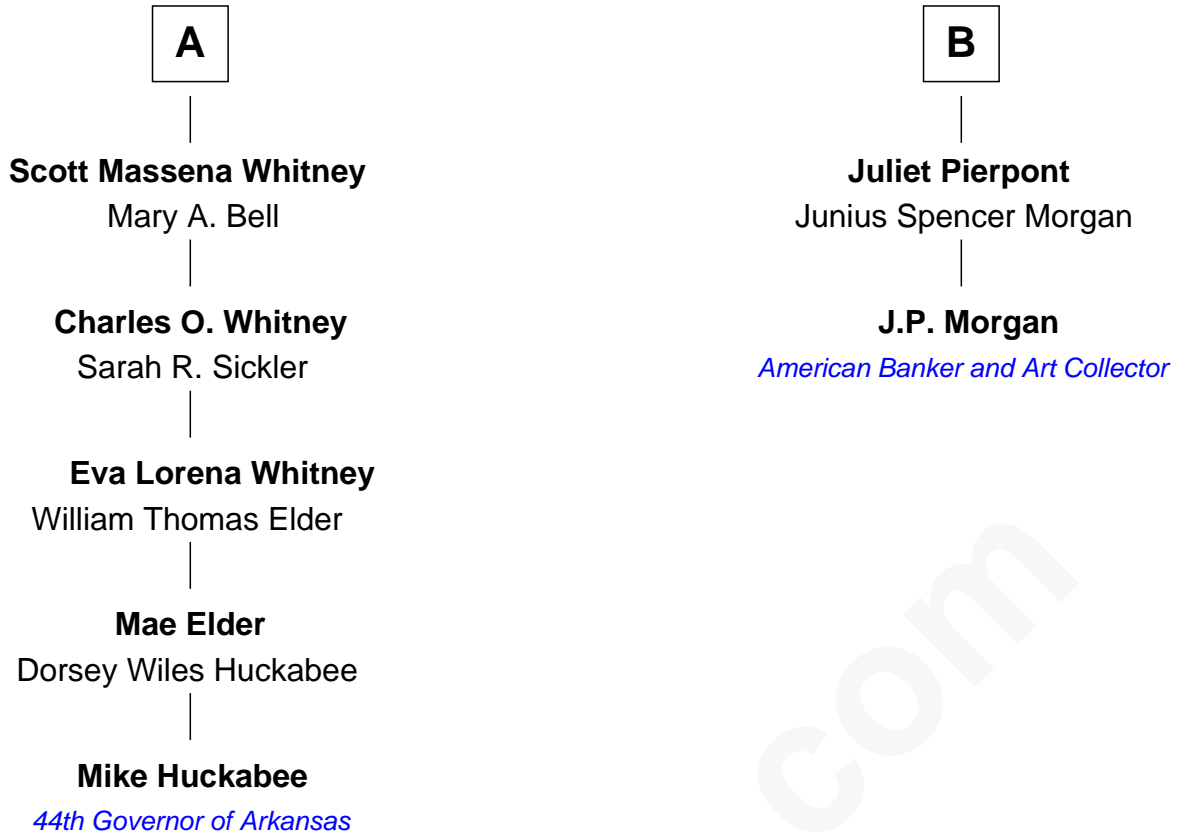 A
Scott Massena Whitney
Mary A. Bell
Charles O. Whitney
Sarah R. Sickler
Eva Lorena Whitney
William Thomas Elder
Mae Elder
Dorsey Wiles Huckabee
Mike Huckabee
44th Governor of Arkansas
B
Juliet Pierpont
Junius Spencer Morgan
J.P. Morgan
American Banker and Art Collector
com